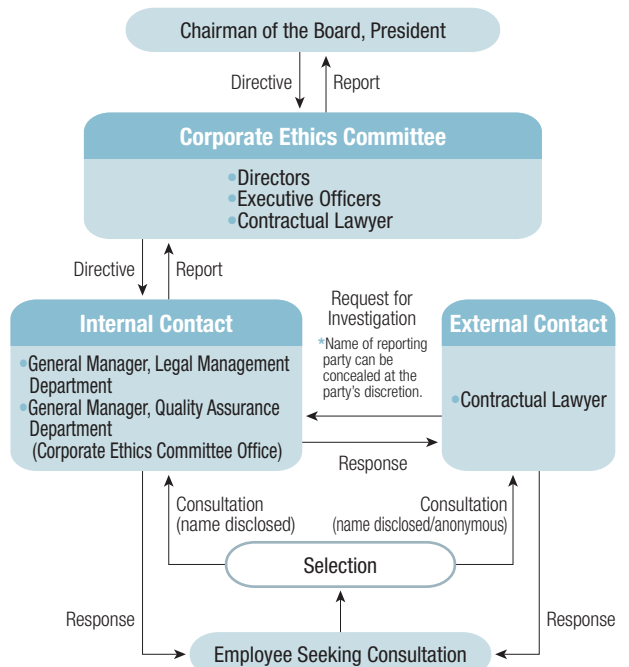 Chairman of the Board, President
Directive
Report
Corporate Ethics Committee
•Directors
•Executive Officers
•Contractual Lawyer
Directive
Report
Internal Contact
•General Manager, Legal Management
Department
•General Manager, Quality Assurance
Department
(Corporate Ethics Committee Office)
Request for
Investigation
*Name of reporting
party can be
concealed at the
party's discretion.
External Contact
•Contractual Lawyer
Response
Consultation
(name disclosed)
Consultation
(name disclosed/anonymous)
Selection
Response
Response
Employee Seeking Consultation